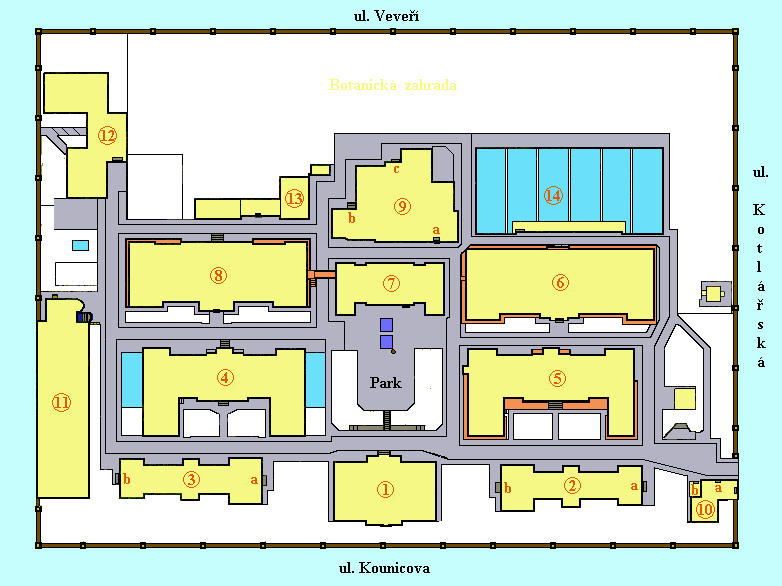 ul. Veveří
Botanická zahrada
12
ul.
Kotlářská
c
13
14
9
b
a
8
7
6
Park
4
5
11
b
3
a
1
b
2
a
b
a
10
ul. Kounicova